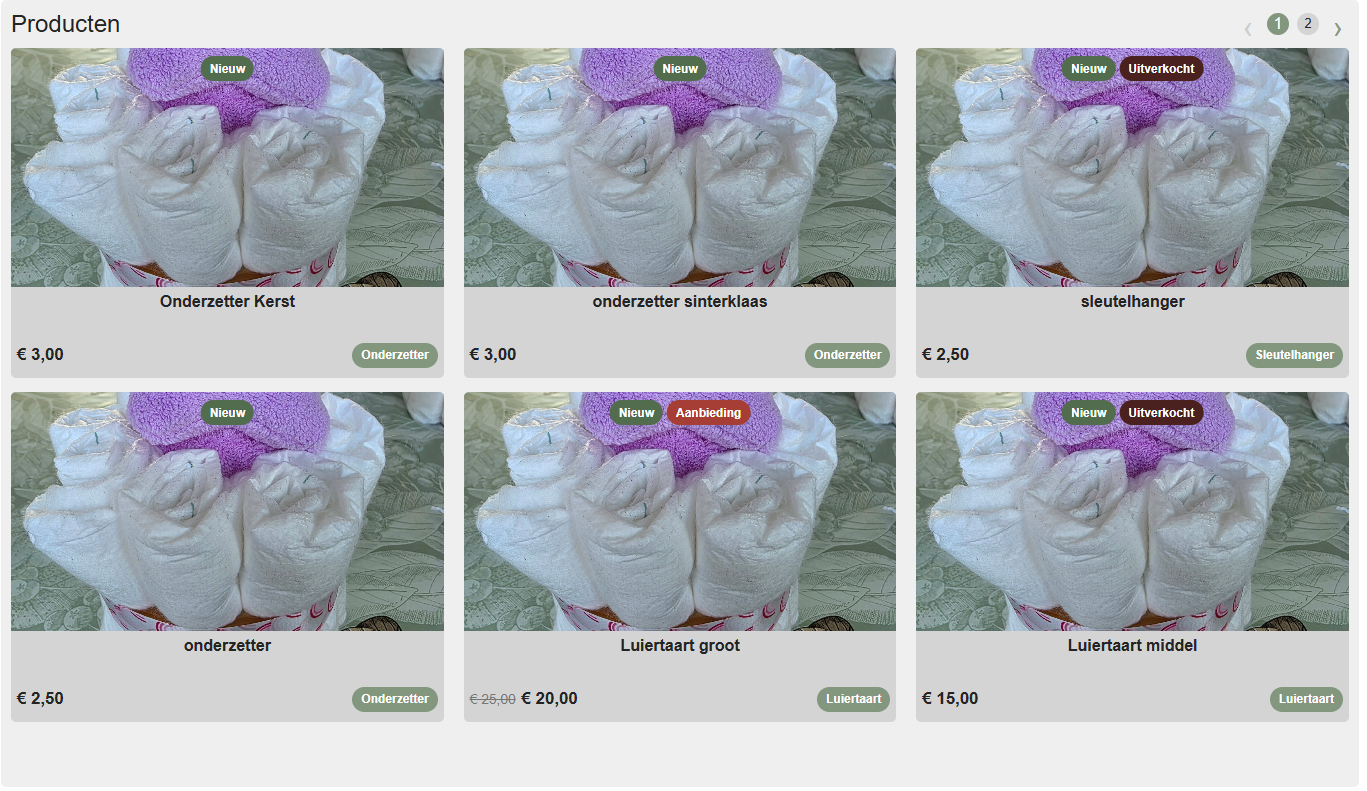 Producten
‹ 1 2 ›
Nieuw
Nieuw
Nieuw Uitverkocht
Onderzetter Kerst
onderzetter sinterklaas
sleutelhanger
€ 3,00 Onderzetter
€ 3,00 Onderzetter
€ 2,50 Sleutelhanger
Nieuw
Nieuw Aanbieding
Nieuw Uitverkocht
onderzetter
Luiertaart groot
Luiertaart middel
€ 2,50 Onderzetter
€ 25,00 € 20,00 Luiertaart
€ 15,00 Luiertaart